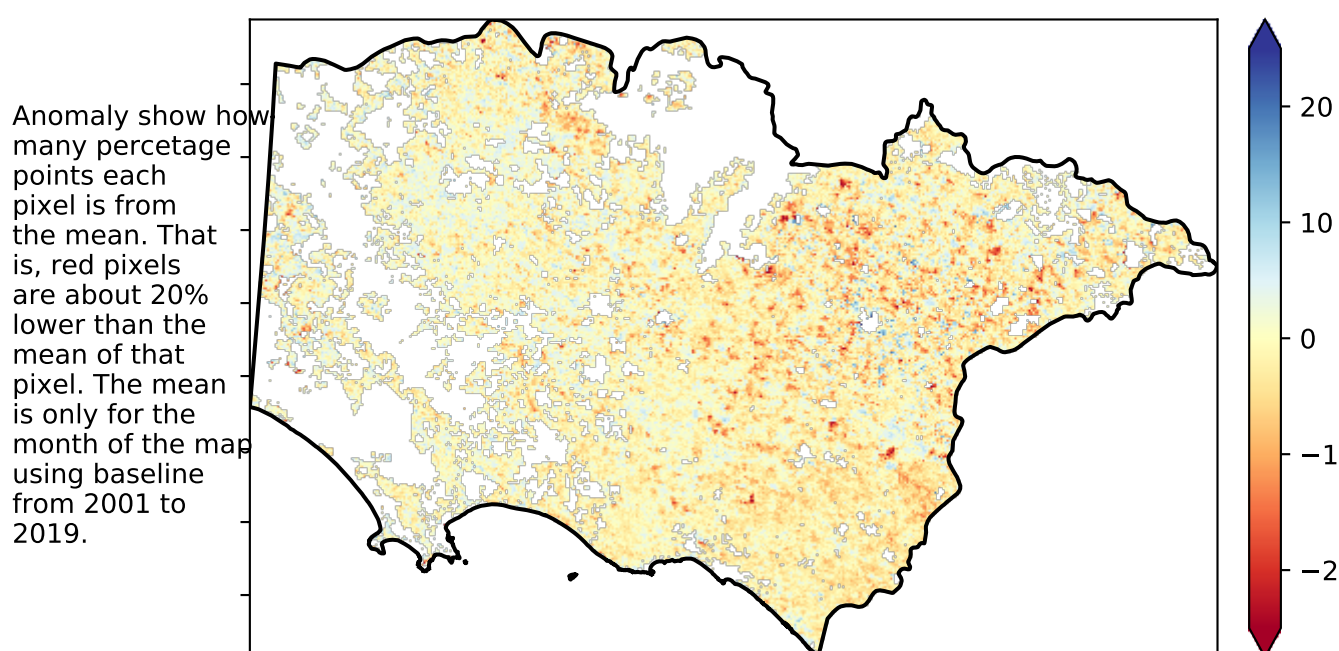 Anomaly show how
many percetage
points each
pixel is from
the mean. That
is, red pixels
are about 20%
lower than the
mean of that
pixel. The mean
is only for the
month of the map
using baseline
from 2001 to
2019.
20
10
0
−1
−2